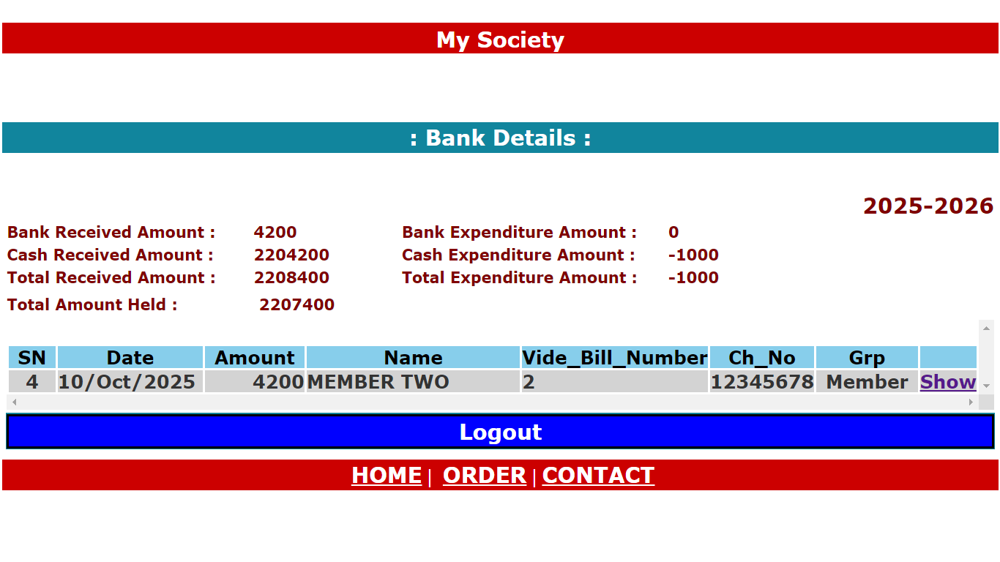 My Society
: Bank Details :
2025-2026
Bank Received Amount : 4200 Bank Expenditure Amount : 0
Cash Received Amount : 2204200 Cash Expenditure Amount : -1000
Total Received Amount : 2208400 Total Expenditure Amount : -1000
Total Amount Held : 2207400
SN Date Amount Name Vide_Bill_Number Ch_No Grp
4 10/Oct/2025 4200 MEMBER TWO 2 12345678 Member Show
Logout
HOME | ORDER | CONTACT